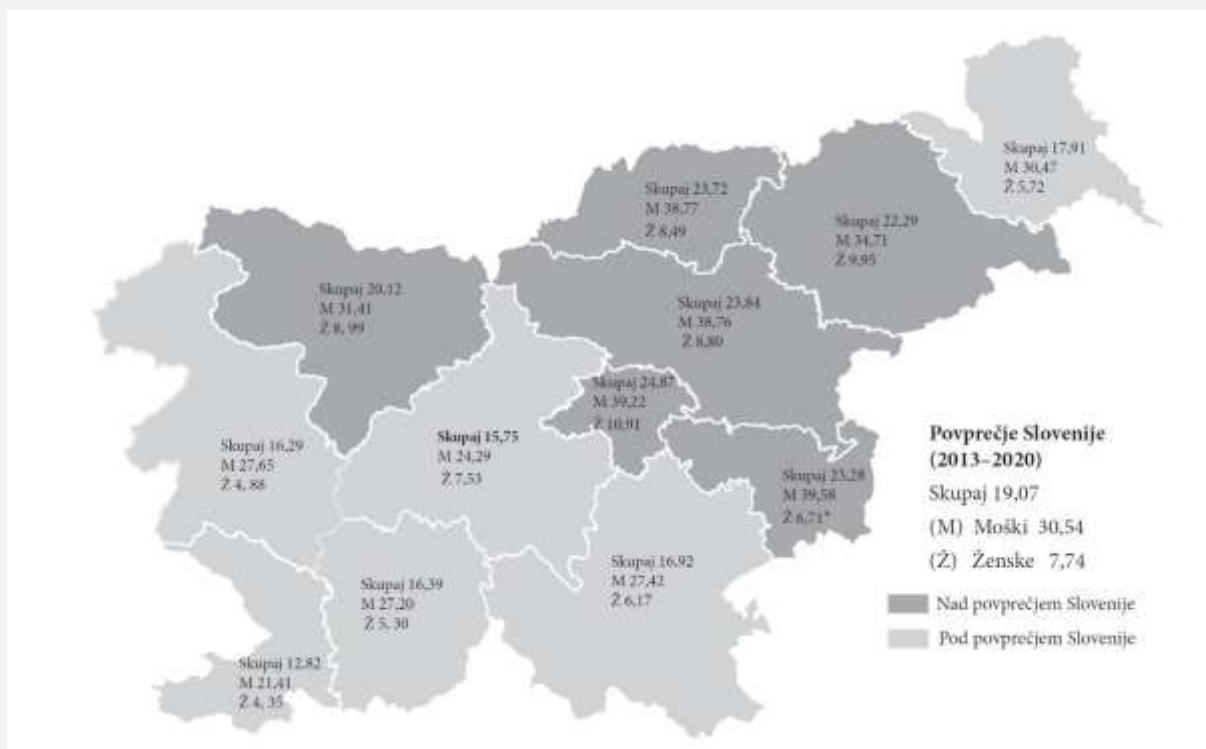 Skupaj 17,91
M 30,47
Ž 5,72
Skupaj 23,72
M 38,77
Ž 8,49
Skupaj 22,29
M 34,71
Ž 9,95
Skupaj 20,12
M 31,41
Ž 8, 99
Skupaj 23,84
M 38,76
Ž 8,80
Skupaj 24,87
M 39,22
Ž 10,91
Skupaj 16,29
M 27,65
Ž 4, 88
Skupaj 15,75
M 24,29
Ž 7,53
Skupaj 23,28
M 39,58
Ž 6,71*
Skupaj 16,92
M 27,42
Ž 6,17
Skupaj 16,39
M 27,20
Ž 5, 30
Skupaj 12,82
M 21,41
Ž 4, 35
Povprečje Slovenije
(2013–2020)
Skupaj 19,07
(M) Moški 30,54
(Ž) Ženske 7,74
Nad povprečjem Slovenije
Pod povprečjem Slovenije